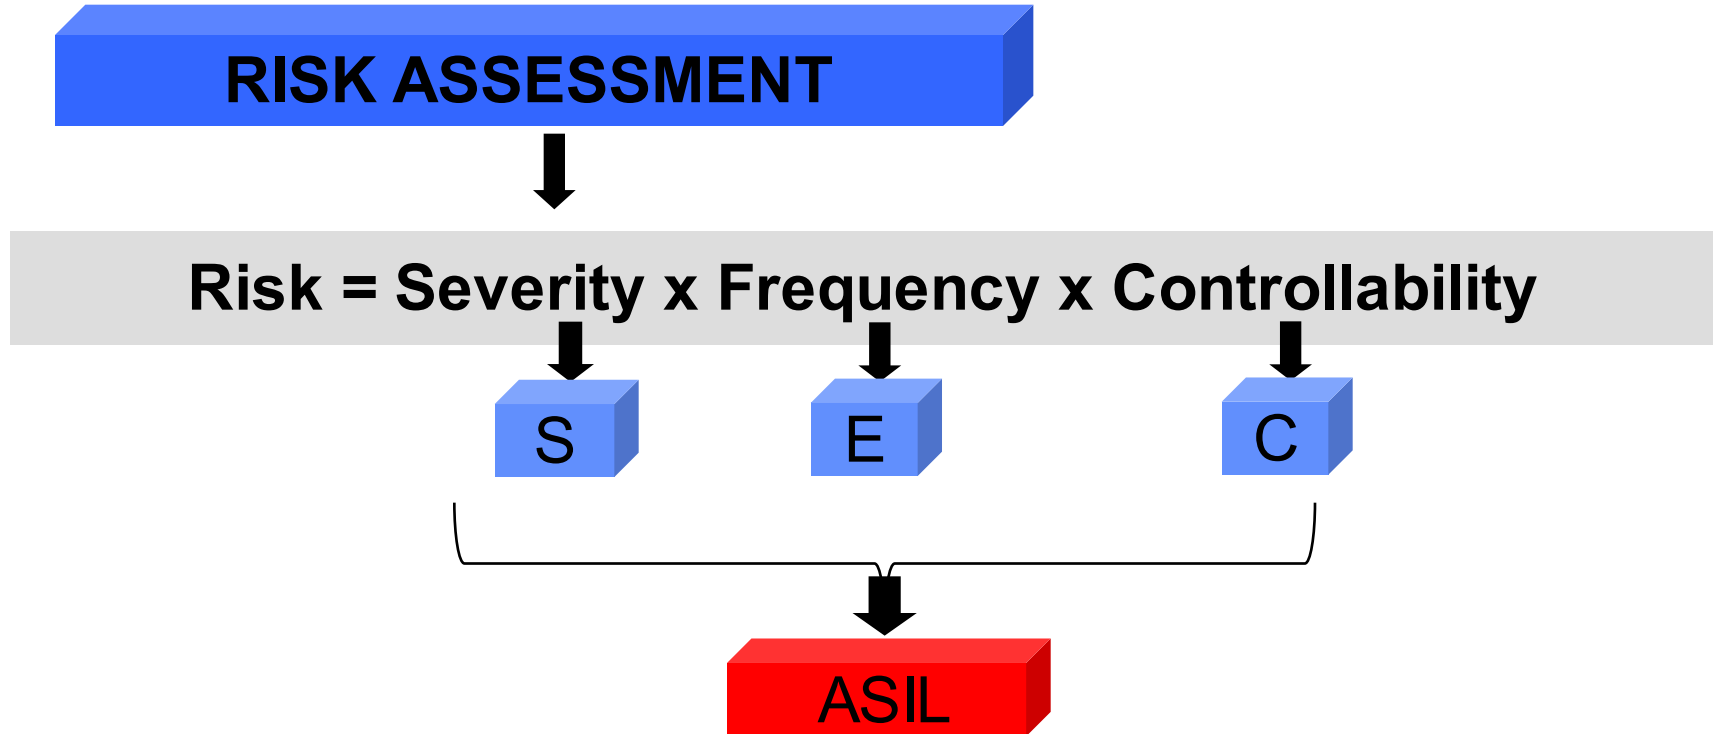 RISK ASSESSMENT
Risk = Severity x Frequency x Controllability
S E C
ASIL